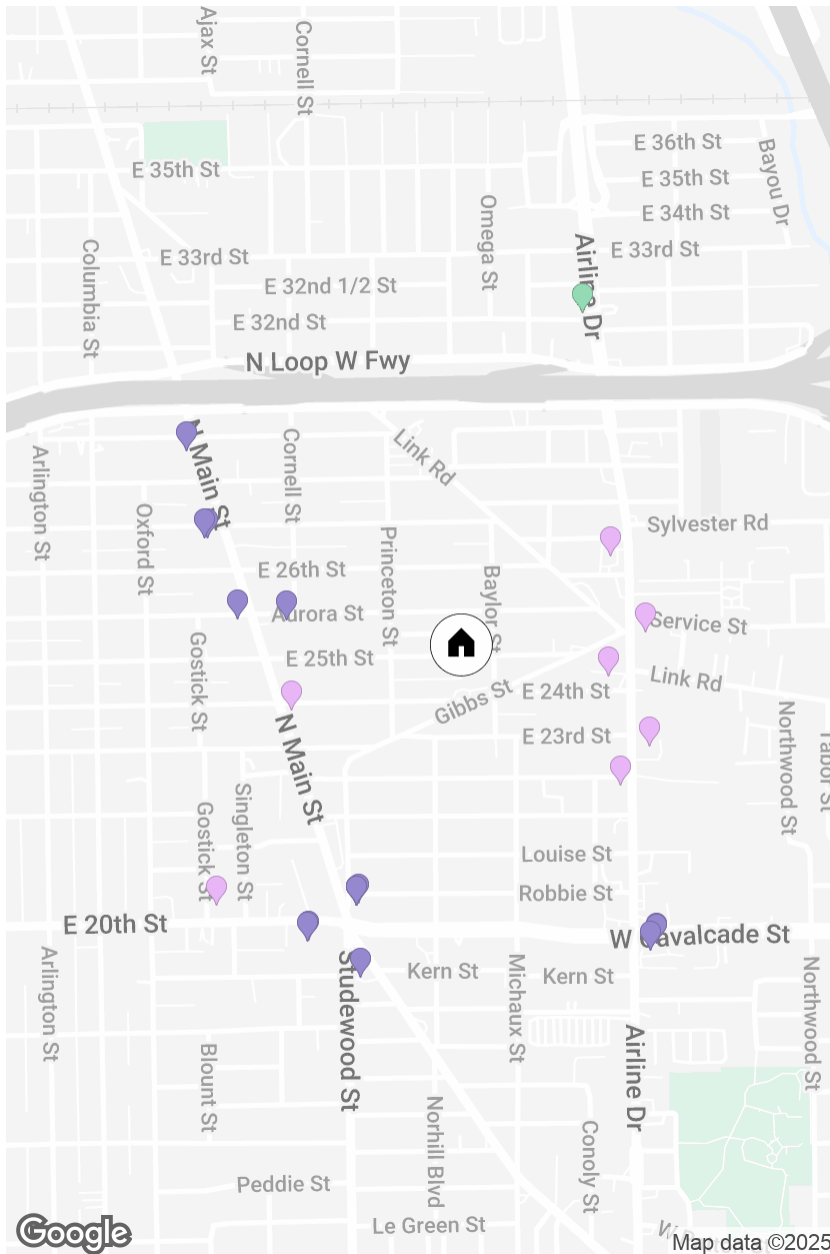 Ajax St
Cornell St
E 36th St
E 35th St
E 35th St
Bayou Dr
E 34th St
Omega St
Columbia St
E 33rd St
E 33rd St
Airline Dr
E 32nd 1/2 St
E 32nd St
N Loop W Fwy
N Main St
Cornell St
Link Rd
Arlington St
Oxford St
Sylvester Rd
Princeton St
E 26th St
Baylor St
Aurora St
Service St
Gostick St
E 25th St
Link Rd
E 24th St
Gibbs St
N Main St
E 23rd St
Northwood St
Tabor St
Singleton St
Gostick St
Louise St
Robbie St
E 20th St
W Cavalcade St
Arlington St
Studewood St
Kern St
Michaux St
Kern St
Northwood St
Airline Dr
Blount St
Norhill Blvd
Conoly St
Peddie St
Le Green St
Google
Map data ©2025